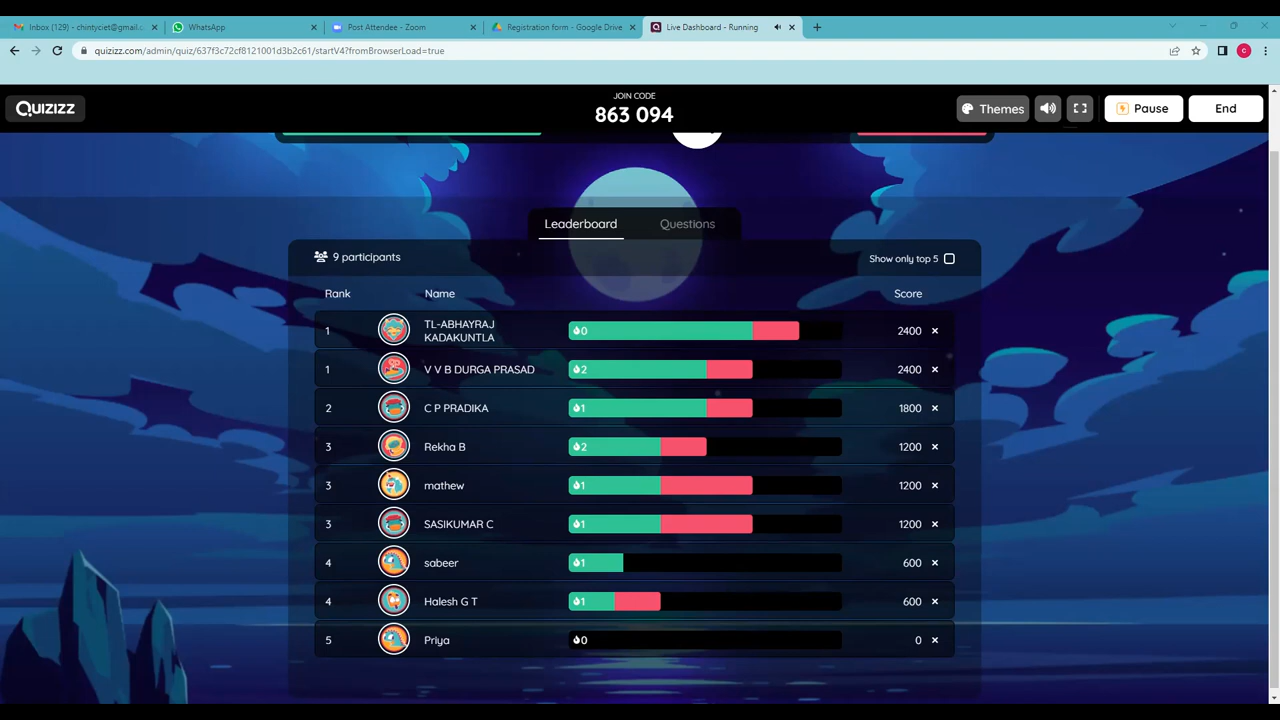 Inbox (129) - chintyciet@gmail.c
WhatsApp
Post Attendee - Zoom
Registration form - Google Drive
Live Dashboard - Running
quizizz.com/admin/quiz/637f3c72cf8121001d3b2c61/startV4?fromBrowserLoad=true
C
QUIZIZZ
JOIN CODE
863 094
Themes
Pause
End
Leaderboard
Questions
9 participants
Show only top 5
Rank Name Score
1 TL-ABHAYRAJ KADAKUNTLA 0 2400
1 V V B DURGA PRASAD 2 2400
2 C P PRADIKA 1 1800
3 Rekha B 2 1200
3 mathew 1 1200
3 SASIKUMAR C 1 1200
4 sabeer 1 600
4 Halesh G T 1 600
5 Priya 0 0